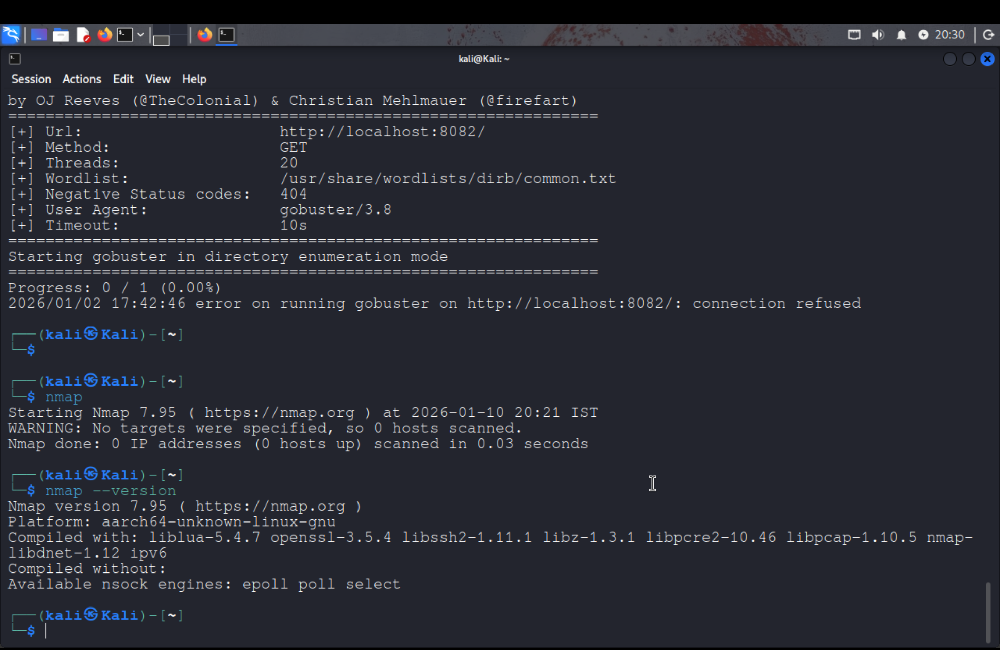 20:30
kali@Kali: ~
Session Actions Edit View Help
by OJ Reeves (@TheColonial) & Christian Mehlmauer (@firefart)
===============================================================
[+] Url:                     http://localhost:8082/
[+] Method:                  GET
[+] Threads:                 20
[+] Wordlist:                /usr/share/wordlists/dirb/common.txt
[+] Negative Status codes:   404
[+] User Agent:              gobuster/3.8
[+] Timeout:                 10s
===============================================================
Starting gobuster in directory enumeration mode
===============================================================
Progress: 0 / 1 (0.00%)
2026/01/02 17:42:46 error on running gobuster on http://localhost:8082/: connection refused
┌──(kali㉿Kali)-[~]
└─$
┌──(kali㉿Kali)-[~]
└─$ nmap
Starting Nmap 7.95 ( https://nmap.org ) at 2026-01-10 20:21 IST
WARNING: No targets were specified, so 0 hosts scanned.
Nmap done: 0 IP addresses (0 hosts up) scanned in 0.03 seconds
┌──(kali㉿Kali)-[~]
└─$ nmap --version
Nmap version 7.95 ( https://nmap.org )
Platform: aarch64-unknown-linux-gnu
Compiled with: liblua-5.4.7 openssl-3.5.4 libssh2-1.11.1 libz-1.3.1 libpcre2-10.46 libpcap-1.10.5 nmap-
libdnet-1.12 ipv6
Compiled without:
Available nsock engines: epoll poll select
┌──(kali㉿Kali)-[~]
└─$